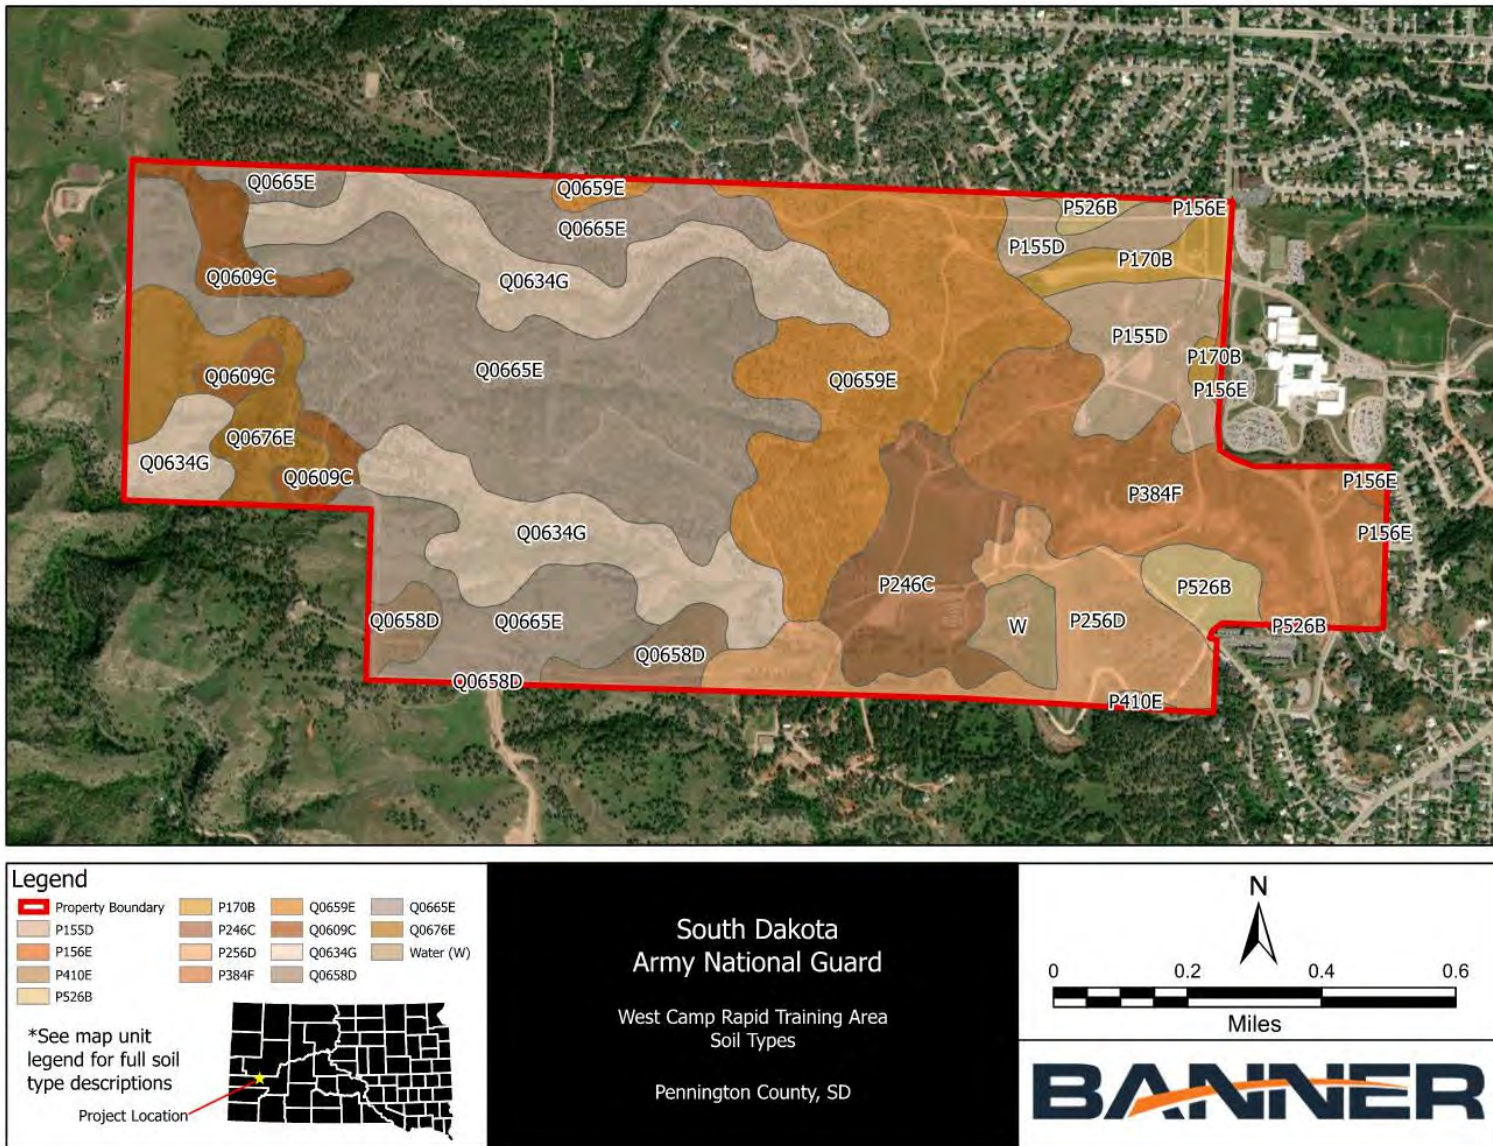 Q0665E
Q0659E
P526B
P156E
Q0665E
P155D
P170B
Q0609C
Q0634G
P155D
P170B
Q0665E
Q0609C
Q0659E
P156E
Q0676E
Q0634G
Q0609C
P384F
P156E
Q0634G
P156E
P246C
P526B
Q0658D
Q0665E
W
P256D
P526B
Q0658D
Q0658D
P410E
Legend
Property Boundary
P155D
P156E
P410E
P526B
P170B
P246C
P256D
P384F
Q0659E
Q0609C
Q0634G
Q0658D
Q0665E
Q0676E
Water (W)
*See map unit
legend for full soil
type descriptions
Project Location
South Dakota
Army National Guard
West Camp Rapid Training Area
Soil Types
Pennington County, SD
N
0 0.2 0.4 0.6
Miles
BANNER